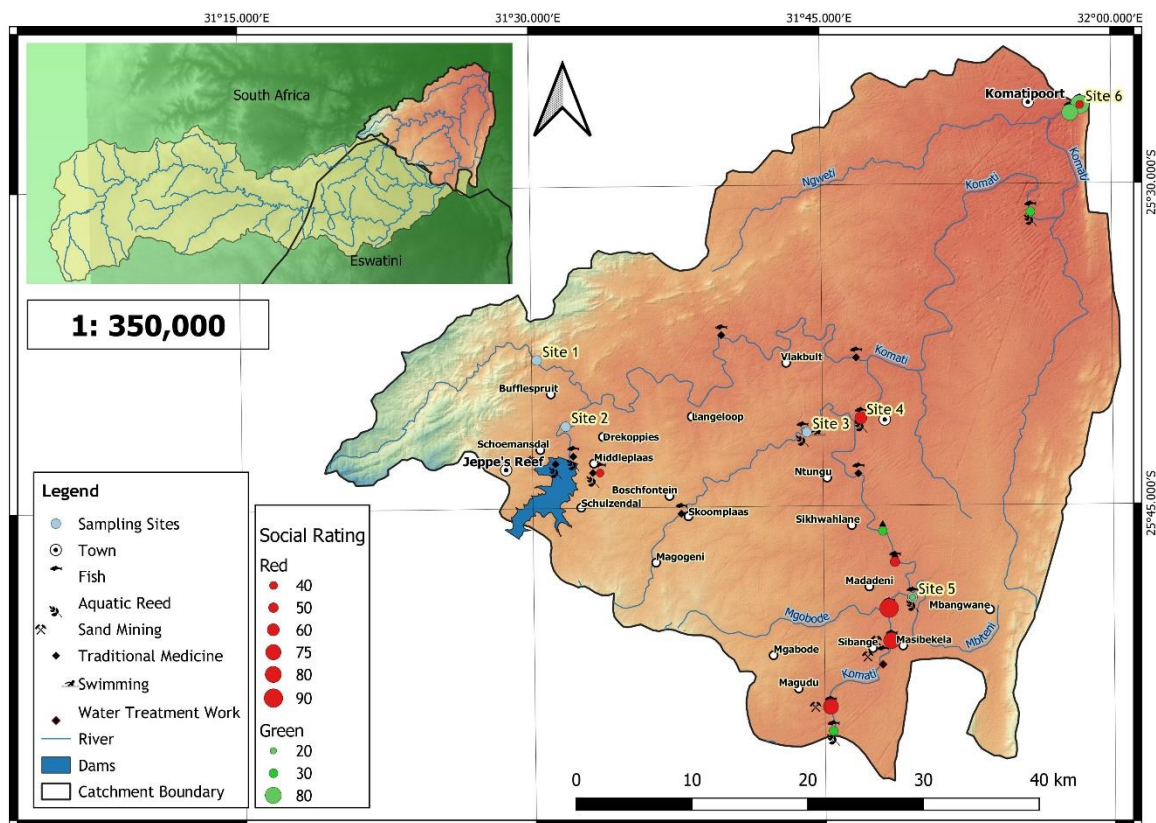 31°15.000'E
31°30.000'E
31°45.000'E
32°00.000'E
South Africa
Eswatini
1: 350,000
Komatipoort
Site 6
Komati
Komati
Ngweti
25°30.000'S
Site 1
Vlakbult
Komati
Bufflespruit
Langeloop
Site 4
Site 2
Site 3
Drekoppies
Schoemansdal
Jeppe's Reef
Middleplaas
Ntungu
Boschfontein
Schulzendal
Skoomplaas
25°45.000'S
Sikhwahlane
Magogeni
Madadeni
Site 5
Mbangwane
Mgobode
Sibange
Masibekela
Mbiteni
Mgabode
Komati
Magudu
Legend
Sampling Sites
Town
Fish
Aquatic Reed
Sand Mining
Traditional Medicine
Swimming
Water Treatment Work
River
Dams
Catchment Boundary
Social Rating
Red
40
50
60
75
80
90
Green
20
30
80
0 10 20 30 40 km